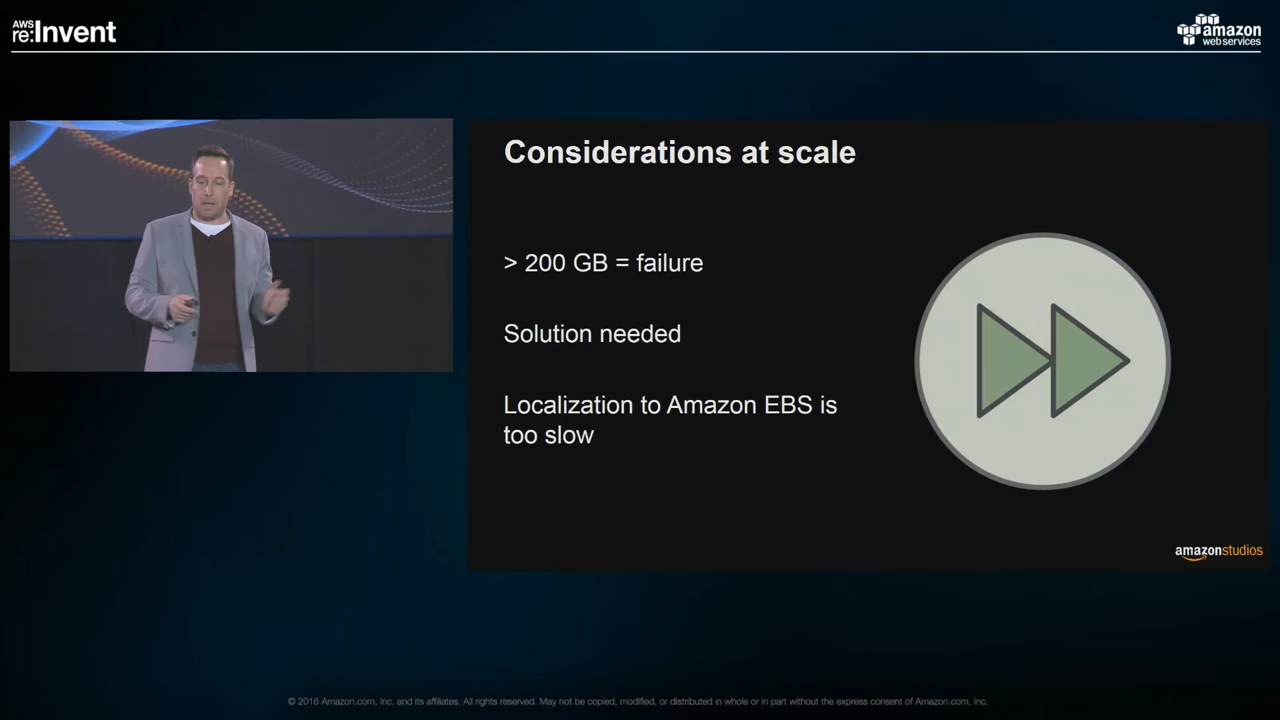 AWS
re:Invent
amazon
web services
Considerations at scale
> 200 GB = failure
Solution needed
Localization to Amazon EBS is
too slow
amazonstudios
© 2016 Amazon.com, Inc. and its affiliates. All rights reserved. May not be copied, modified, or distributed in whole or in part without the express consent of Amazon.com, Inc.